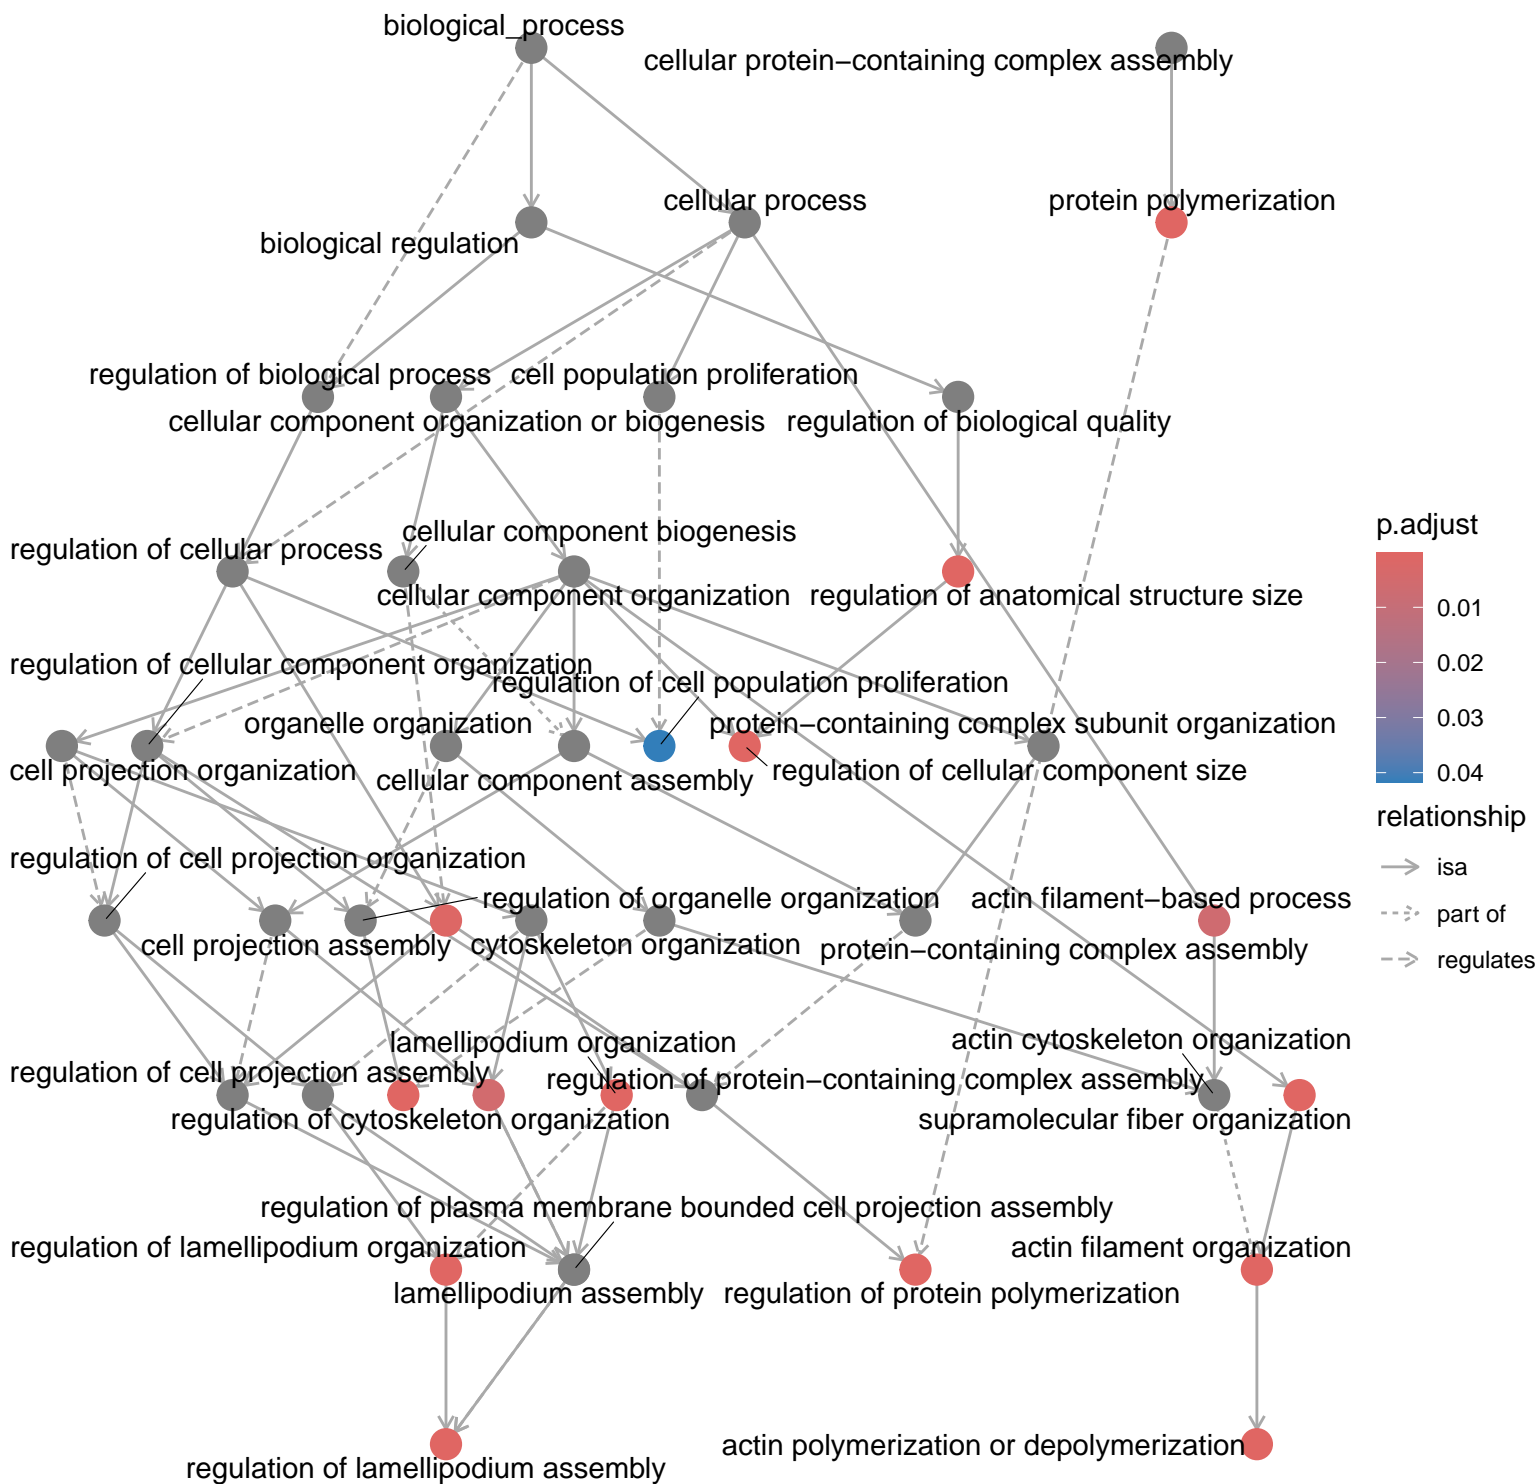 biological_process
cellular protein−containing complex assembly
cellular process
protein polymerization
biological regulation
regulation of biological process
cell population proliferation
cellular component organization or biogenesis
regulation of biological quality
cellular component biogenesis
regulation of cellular process
cellular component organization
regulation of anatomical structure size
regulation of cellular component organization
regulation of cell population proliferation
organelle organization
protein−containing complex subunit organization
cell projection organization
cellular component assembly
regulation of cellular component size
regulation of cell projection organization
regulation of organelle organization
actin filament−based process
cell projection assembly
cytoskeleton organization
protein−containing complex assembly
lamellipodium organization
actin cytoskeleton organization
regulation of cell projection assembly
regulation of protein−containing complex assembly
regulation of cytoskeleton organization
supramolecular fiber organization
regulation of plasma membrane bounded cell projection assembly
regulation of lamellipodium organization
actin filament organization
lamellipodium assembly
regulation of protein polymerization
actin polymerization or depolymerization
regulation of lamellipodium assembly
p.adjust
0.01
0.02
0.03
0.04
relationship
isa
part of
regulates